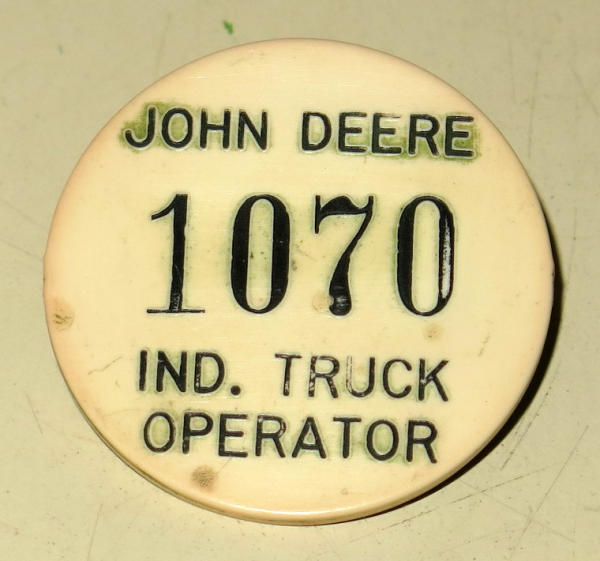 JOHN DEERE
1070
IND. TRUCK
OPERATOR